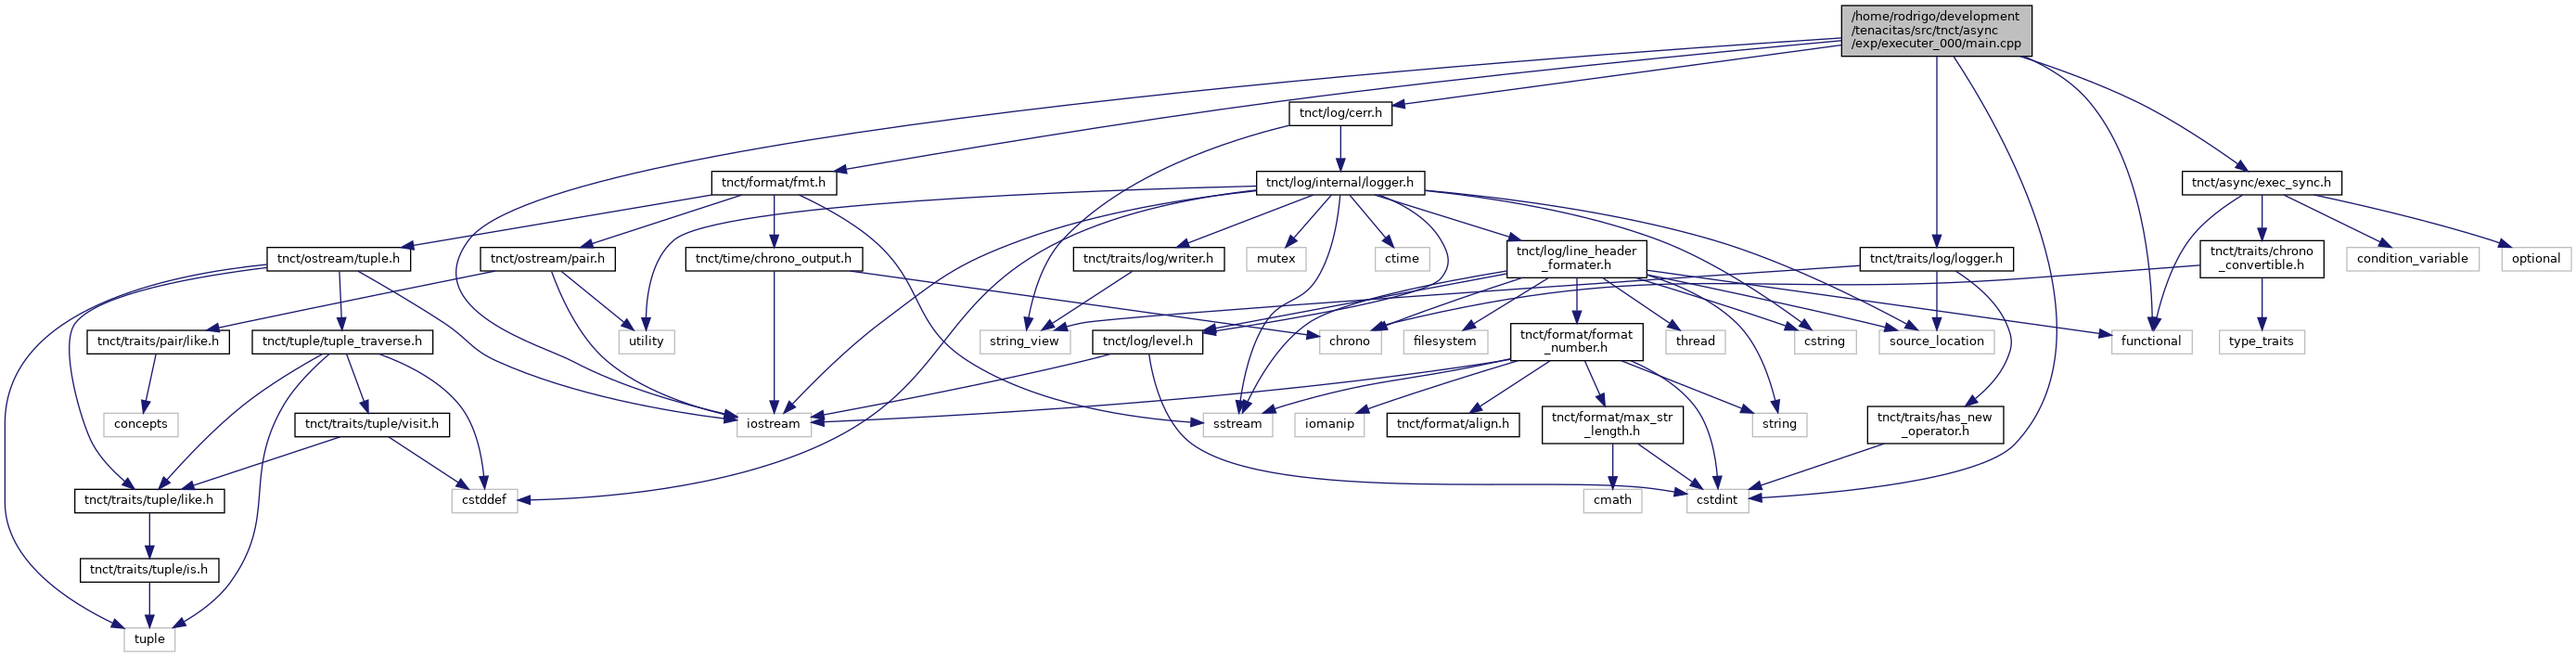 /home/rodrigo/development
/tenacitas/src/tnct/async
/exp/executer_000/main.cpp
tnct/log/cerr.h
tnct/format/fmt.h
tnct/log/internal/logger.h
tnct/async/exec_sync.h
tnct/ostream/tuple.h
tnct/ostream/pair.h
tnct/time/chrono_output.h
tnct/traits/log/writer.h
mutex
ctime
tnct/log/line_header
_formater.h
tnct/traits/log/logger.h
tnct/traits/chrono
_convertible.h
condition_variable
optional
tnct/traits/pair/like.h
tnct/tuple/tuple_traverse.h
utility
string_view
tnct/log/level.h
chrono
filesystem
tnct/format/format
_number.h
thread
cstring
source_location
functional
type_traits
concepts
tnct/traits/tuple/visit.h
iostream
sstream
iomanip
tnct/format/align.h
tnct/format/max_str
_length.h
string
tnct/traits/has_new
_operator.h
tnct/traits/tuple/like.h
cstddef
cmath
cstdint
tnct/traits/tuple/is.h
tuple